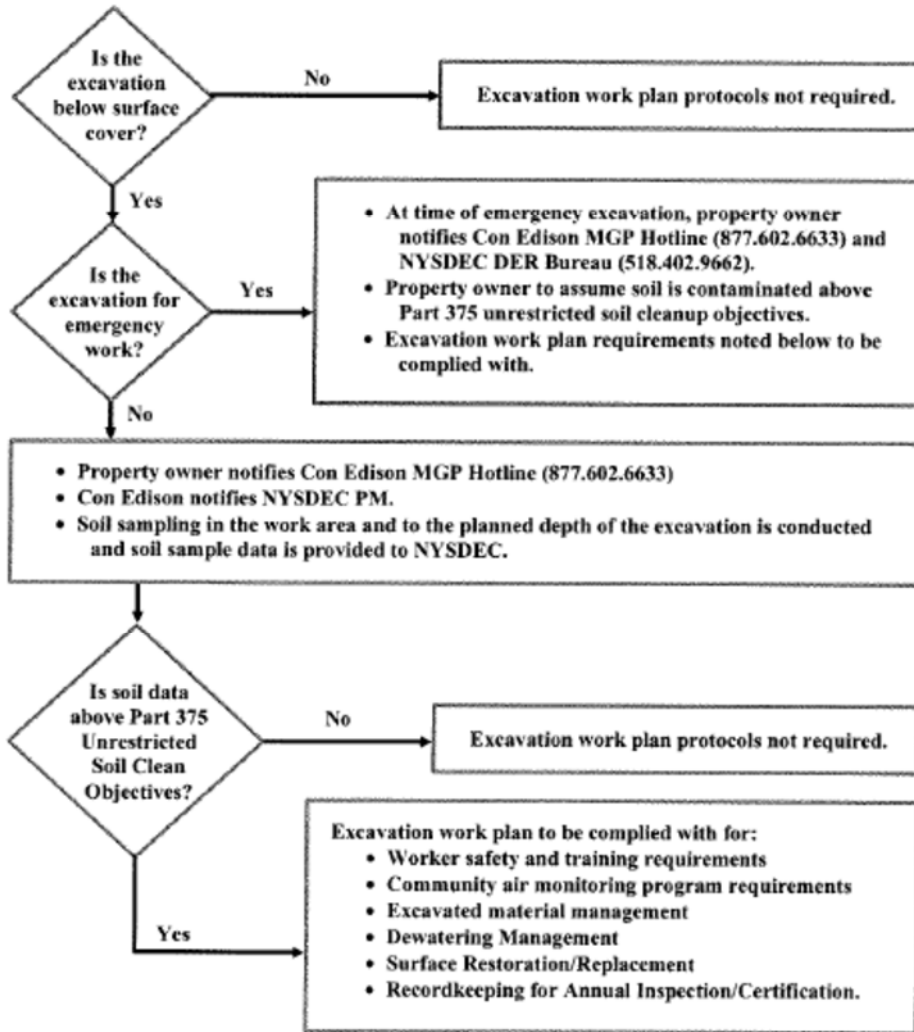 Is the
excavation
below surface
cover?
No
Excavation work plan protocols not required.
Yes
Is the
excavation for
emergency
work?
Yes
• At time of emergency excavation, property owner
notifies Con Edison MGP Hotline (877.602.6633) and
NYSDEC DER Bureau (518.402.9662).
• Property owner to assume soil is contaminated above
Part 375 unrestricted soil cleanup objectives.
• Excavation work plan requirements noted below to be
complied with.
No
• Property owner notifies Con Edison MGP Hotline (877.602.6633)
• Con Edison notifies NYSDEC PM.
• Soil sampling in the work area and to the planned depth of the excavation is conducted
and soil sample data is provided to NYSDEC.
Is soil data
above Part 375
Unrestricted
Soil Clean
Objectives?
No
Excavation work plan protocols not required.
Yes
Excavation work plan to be complied with for:
• Worker safety and training requirements
• Community air monitoring program requirements
• Excavated material management
• Dewatering Management
• Surface Restoration/Replacement
• Recordkeeping for Annual Inspection/Certification.